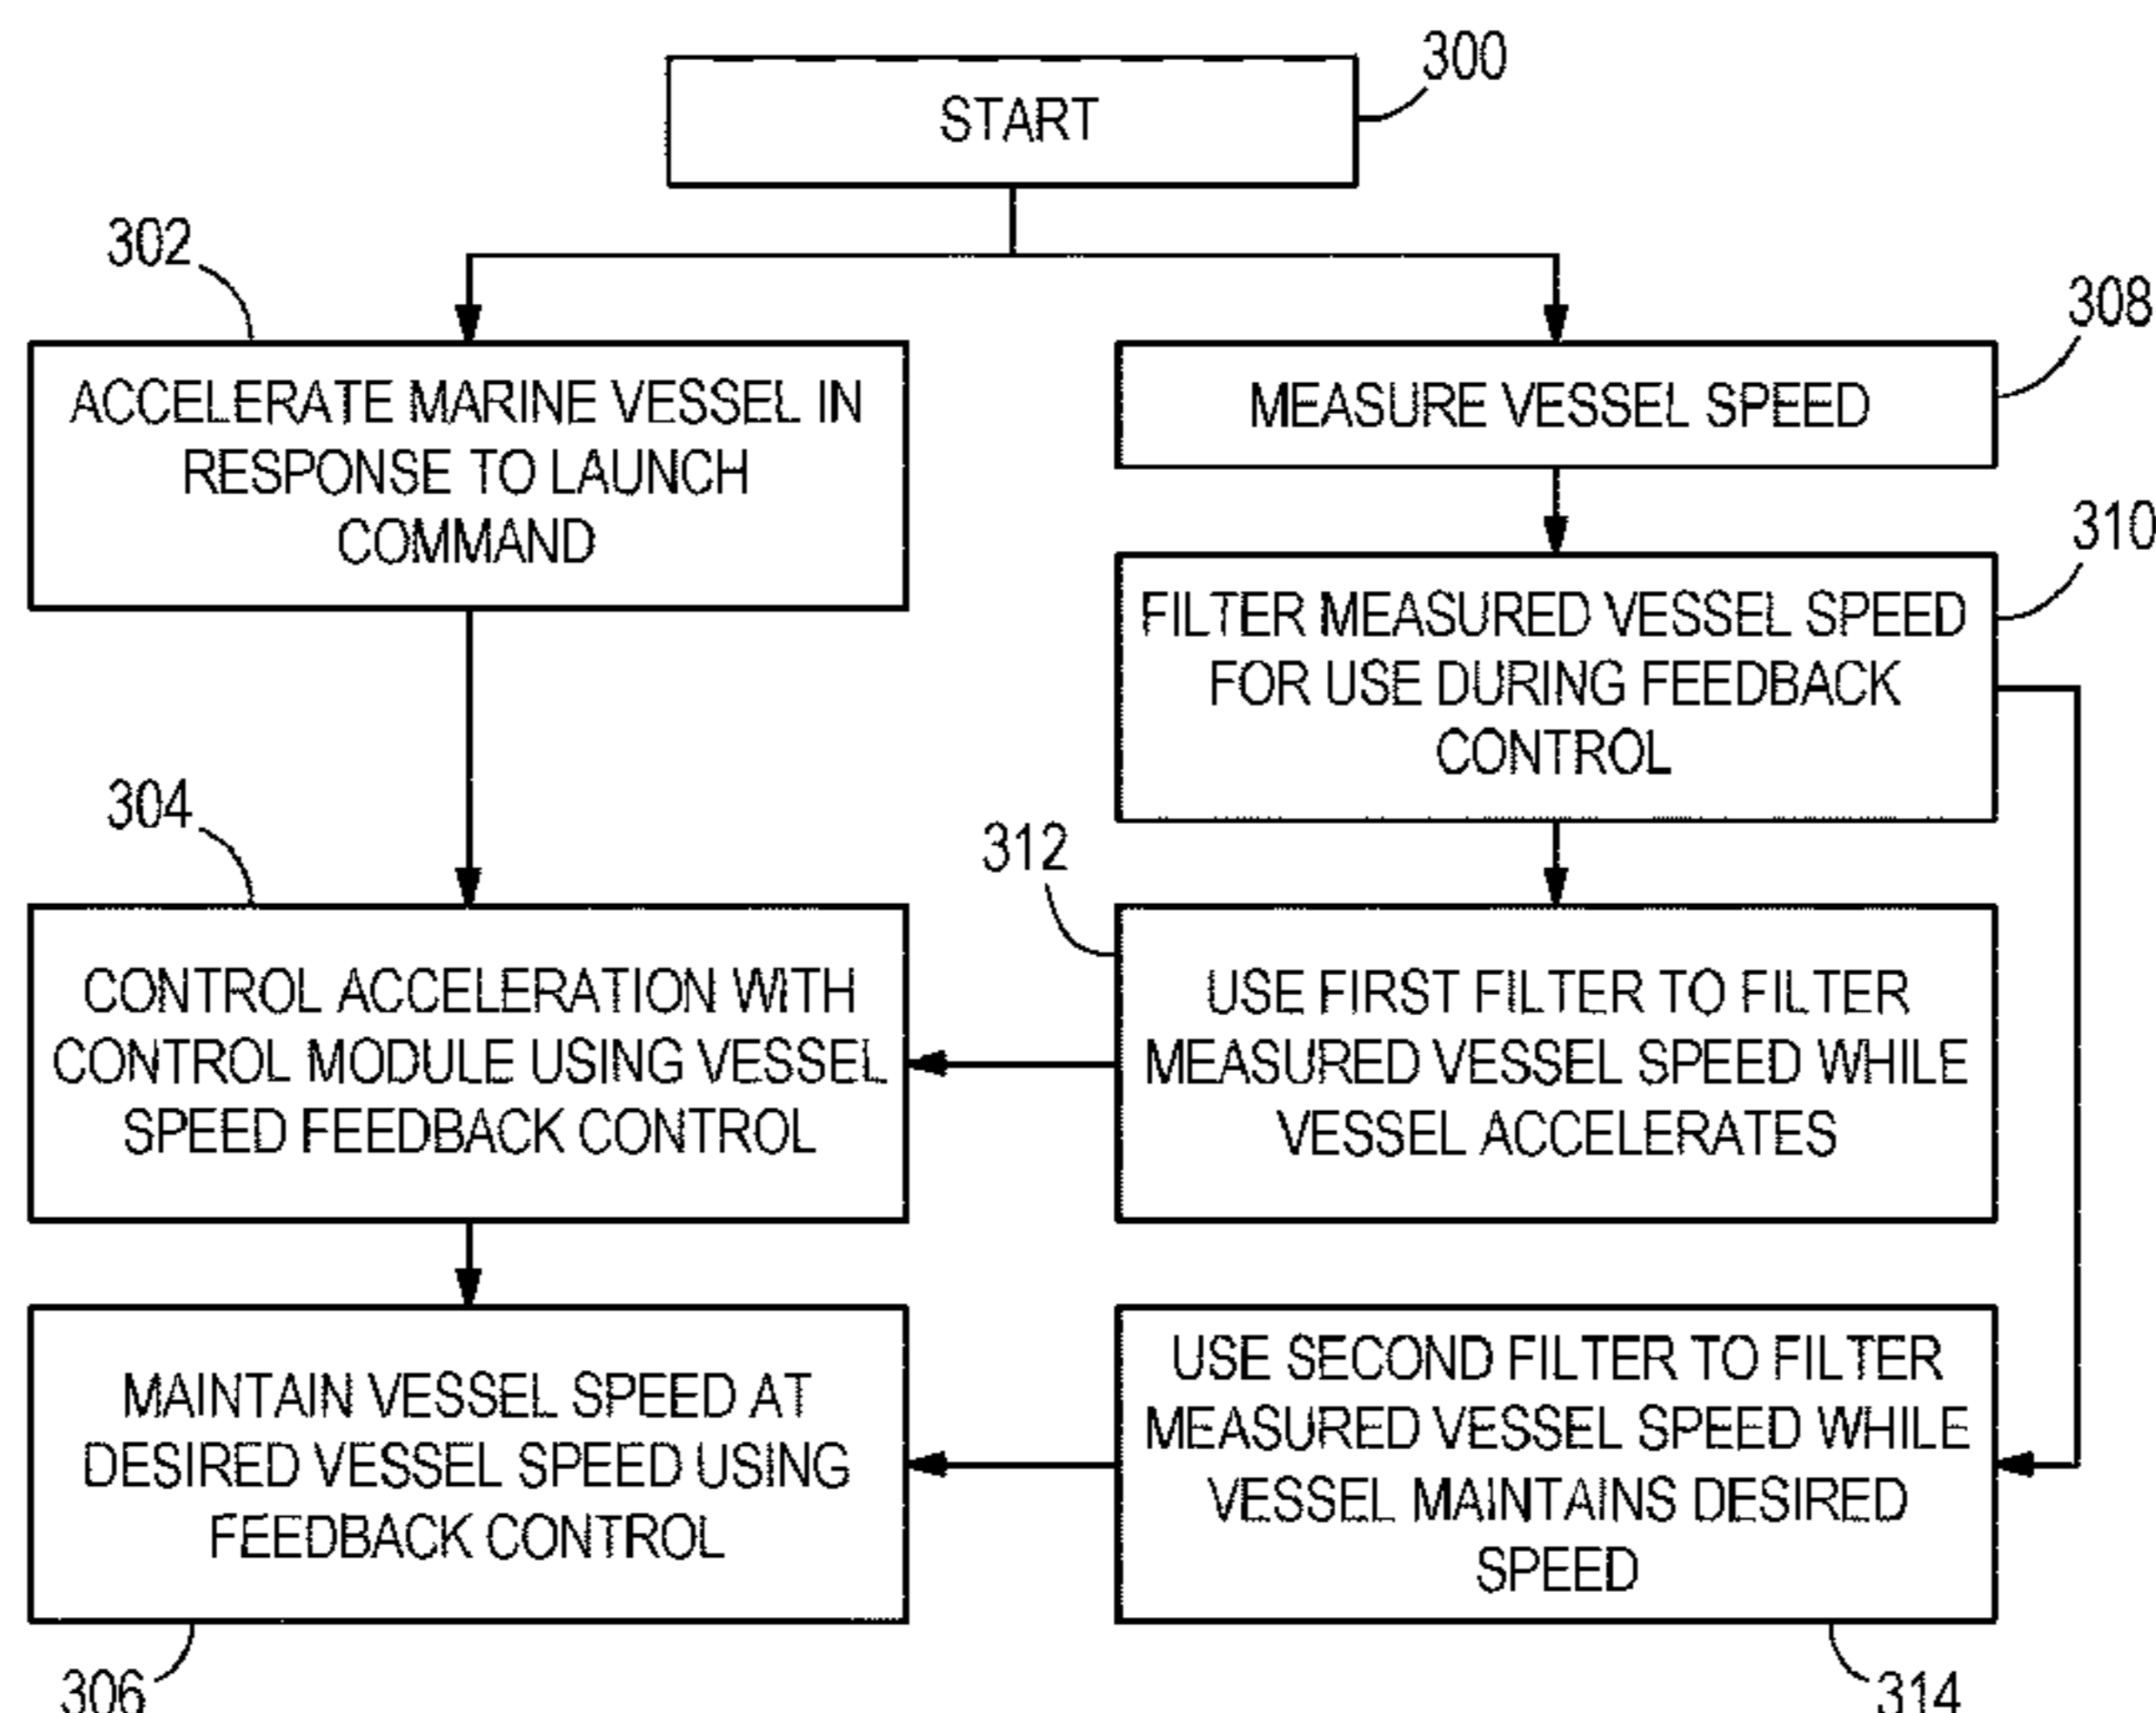 300
START
302
ACCELERATE MARINE VESSEL IN
RESPONSE TO LAUNCH
COMMAND
308
MEASURE VESSEL SPEED
310
FILTER MEASURED VESSEL SPEED
FOR USE DURING FEEDBACK
CONTROL
304
CONTROL ACCELERATION WITH
CONTROL MODULE USING VESSEL
SPEED FEEDBACK CONTROL
312
USE FIRST FILTER TO FILTER
MEASURED VESSEL SPEED WHILE
VESSEL ACCELERATES
MAINTAIN VESSEL SPEED AT
DESIRED VESSEL SPEED USING
FEEDBACK CONTROL
306
USE SECOND FILTER TO FILTER
MEASURED VESSEL SPEED WHILE
VESSEL MAINTAINS DESIRED
SPEED
314